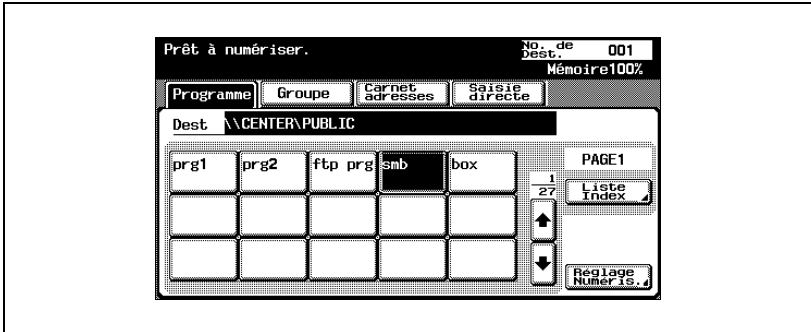 Prêt à numériser.
No. de Dest. 001
Mémoire100%
Programme Groupe Carnet adresses Saisie directe
Dest \\CENTER\PUBLIC
prg1 prg2 ftp prg smb box
PAGE1
1
27
Liste Index
Réglage Numéris.